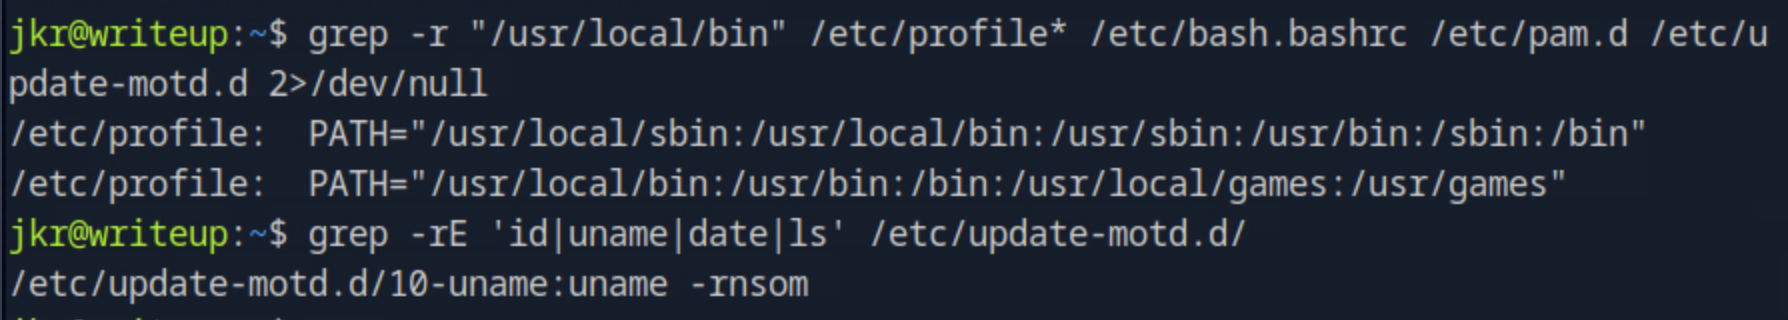 jkr@writeup:~$ grep -r "/usr/local/bin" /etc/profile* /etc/bash.bashrc /etc/pam.d /etc/u
pdate-motd.d 2>/dev/null
/etc/profile:  PATH="/usr/local/sbin:/usr/local/bin:/usr/sbin:/usr/bin:/sbin:/bin"
/etc/profile:  PATH="/usr/local/bin:/usr/bin:/bin:/usr/local/games:/usr/games"
jkr@writeup:~$ grep -rE 'id|uname|date|ls' /etc/update-motd.d/
/etc/update-motd.d/10-uname:uname -rnsom